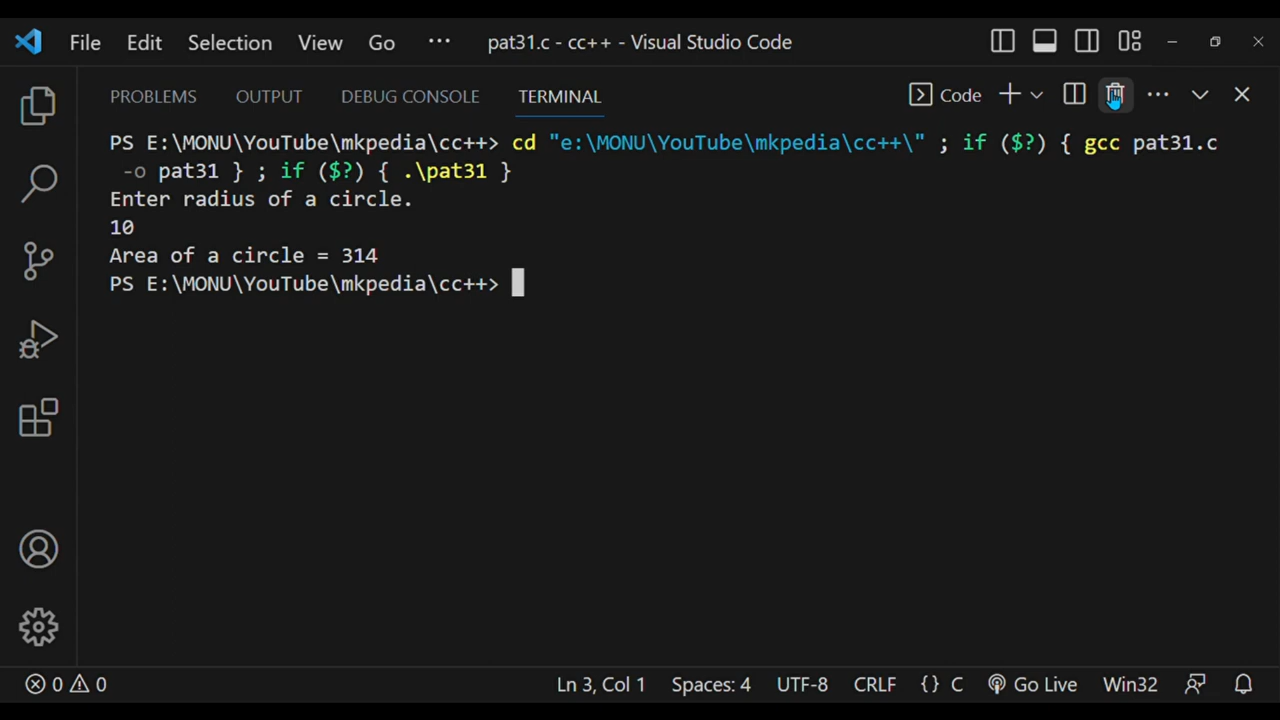 File Edit Selection View Go ··· pat31.c - cc++ - Visual Studio Code
PROBLEMS OUTPUT DEBUG CONSOLE TERMINAL Code
PS E:\MONU\YouTube\mkpedia\cc++> cd "e:\MONU\YouTube\mkpedia\cc++\" ; if ($?) { gcc pat31.c
-o pat31 } ; if ($?) { .\pat31 }
Enter radius of a circle.
10
Area of a circle = 314
PS E:\MONU\YouTube\mkpedia\cc++>
0 0 Ln 3, Col 1 Spaces: 4 UTF-8 CRLF {} C Go Live Win32